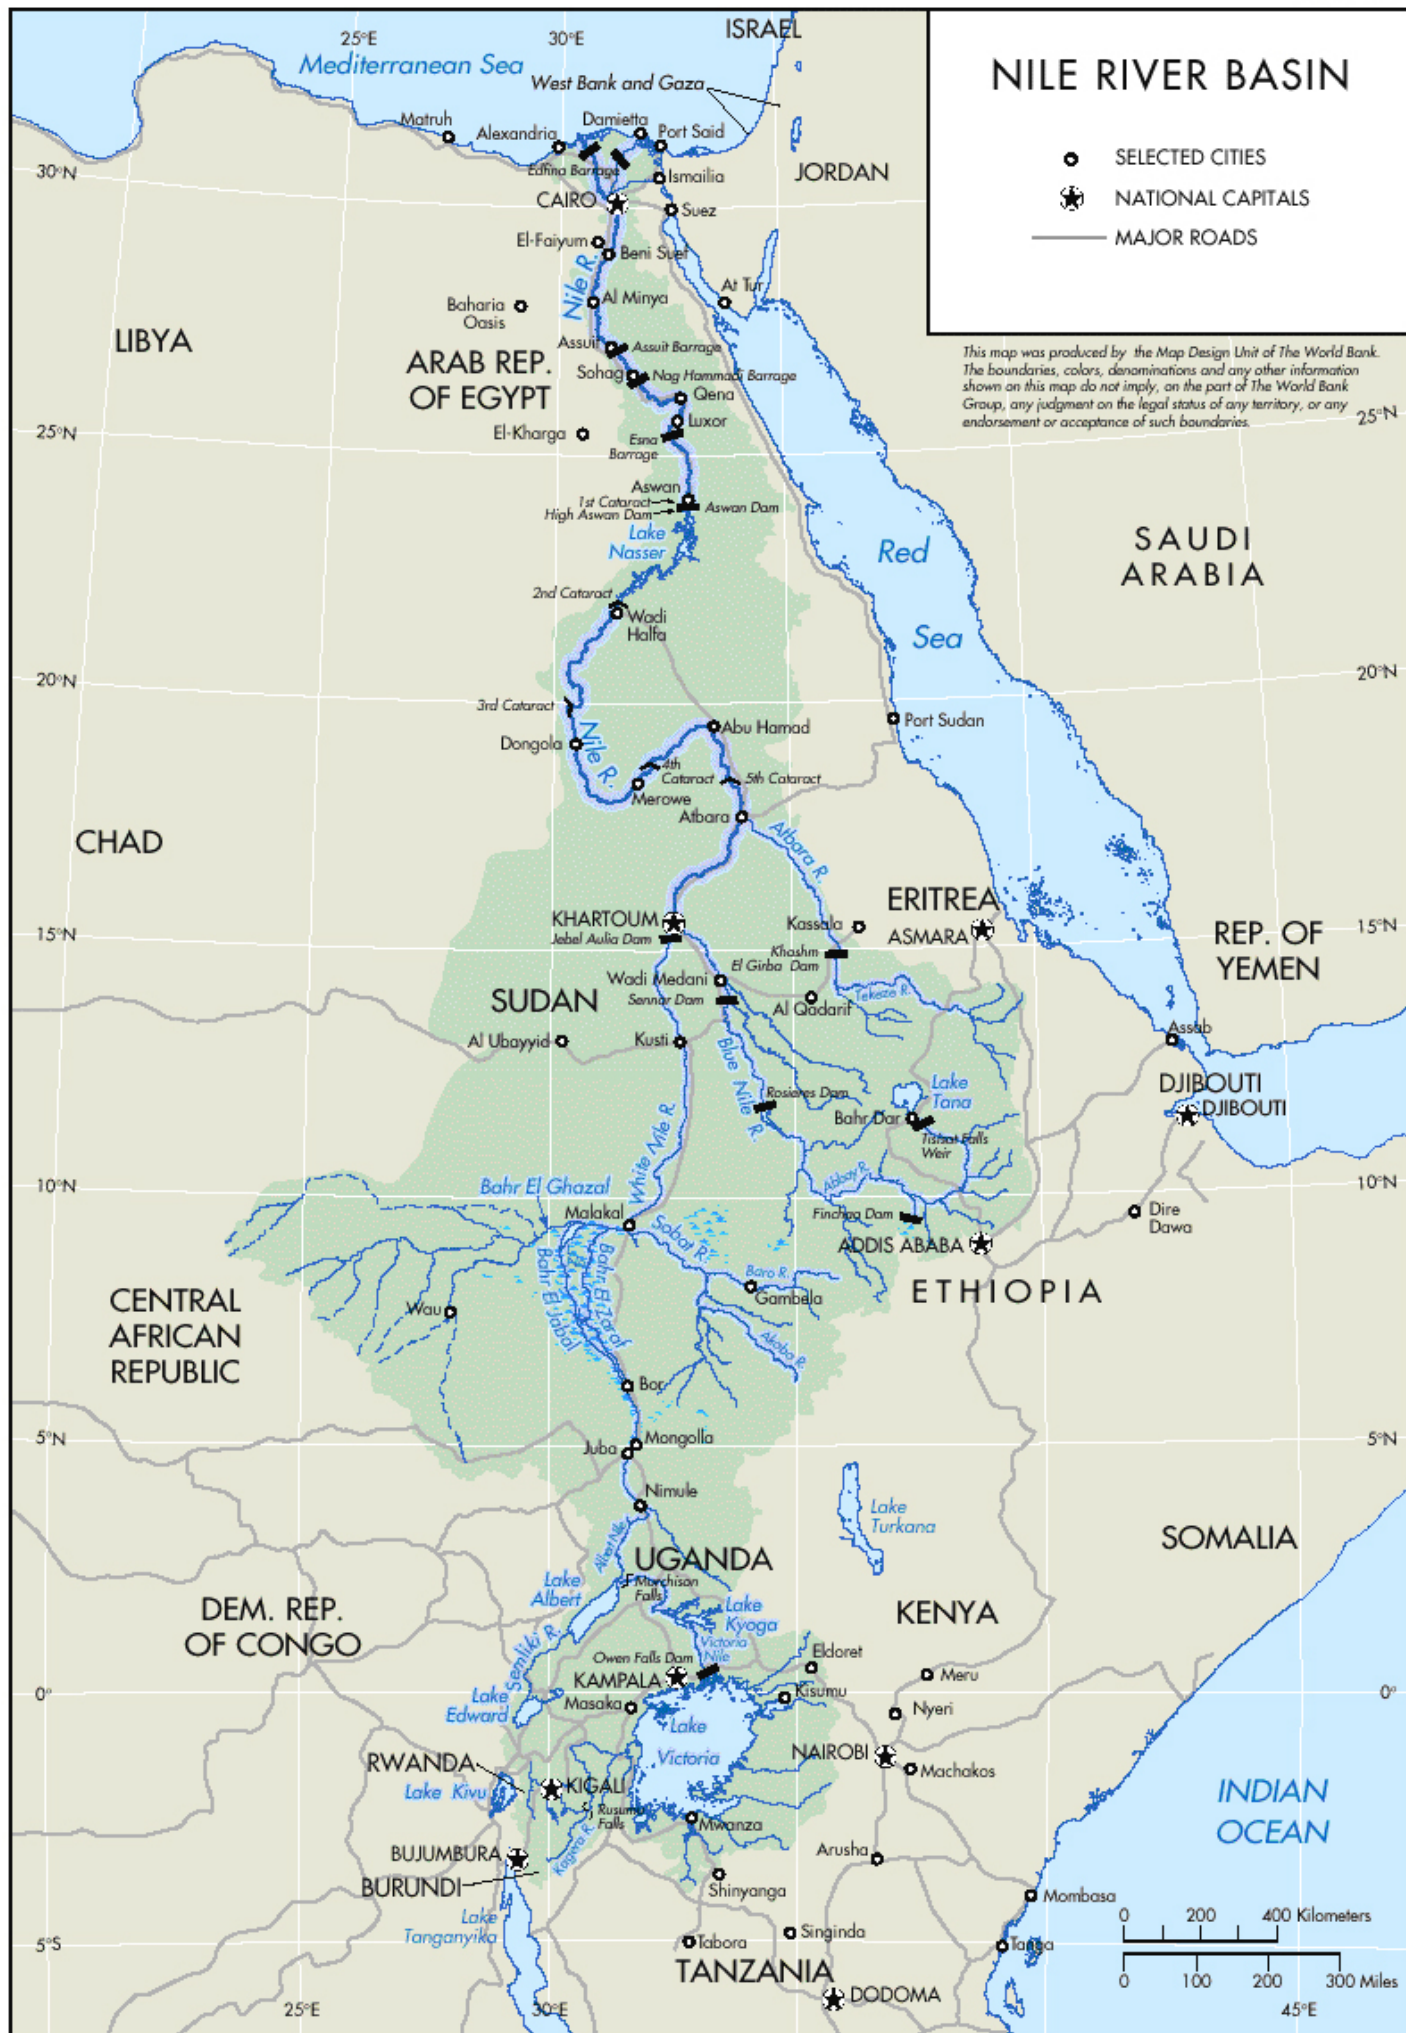 25°E
30°E
ISRAEL
Mediterranean Sea
West Bank and Gaza
NILE RIVER BASIN
SELECTED CITIES
NATIONAL CAPITALS
MAJOR ROADS
Matruh
Alexandria
Damietta
Port Said
Edfina Barrage
Ismailia
JORDAN
30°N
CAIRO
Suez
El-Faiyum
Beni Suef
Nile R.
At Tur
Al Minya
Baharia
Oasis
LIBYA
Assuit
Assuit Barrage
ARAB REP.
OF EGYPT
Sohag
Nag Hammadi Barrage
Qena
Luxor
El-Kharga
Esna
Barrage
This map was produced by the Map Design Unit of The World Bank.
The boundaries, colors, denominations and any other information
shown on this map do not imply, on the part of The World Bank
Group, any judgment on the legal status of any territory, or any
endorsement or acceptance of such boundaries.
25°N
25°N
Aswan
1st Cataract
High Aswan Dam
Aswan Dam
Lake
Nasser
Red
Sea
SAUDI
ARABIA
2nd Cataract
Wadi
Halfa
20°N
20°N
3rd Cataract
Nile R.
Dongola
Abu Hamad
Port Sudan
4th
Cataract
5th Cataract
Merowe
Atbara
Atbara R.
CHAD
KHARTOUM
Jebel Aulia Dam
Kassala
ERITREA
ASMARA
15°N
15°N
REP. OF
YEMEN
Khashm
El Girba Dam
Wadi Medani
Sennar Dam
Tekeze R.
Al Qadarif
SUDAN
Al Ubayyid
Kusti
Blue Nile R.
Assab
Lake
Tana
Rosieres Dam
Bahr Dar
Tisisat Falls
Weir
DJIBOUTI
DJIBOUTI
White Nile R.
10°N
10°N
Bahr El Ghazal
Malakal
Sobat R.
Abbay R.
Finchaa Dam
ADDIS ABABA
Dire
Dawa
Bahr El Jabal
Bahr El Zaraf
Baro R.
Gambela
ETHIOPIA
CENTRAL
AFRICAN
REPUBLIC
Wau
Akobo R.
Bor
5°N
5°N
Juba
Mongolla
Nimule
Lake
Turkana
Albert Nile
UGANDA
SOMALIA
Lake
Albert
Murchison
Falls
Lake
Kyoga
KENYA
DEM. REP.
OF CONGO
Semliki R.
Victoria
Nile
Owen Falls Dam
KAMPALA
Eldoret
Meru
0°
0°
Lake
Edward
Masaka
Kisumu
Nyeri
Lake
Victoria
NAIROBI
Machakos
RWANDA
Lake Kivu
KIGALI
Rusumo
Falls
Kagera R.
Mwanza
INDIAN
OCEAN
BUJUMBURA
BURUNDI
Arusha
Shinyanga
Mombasa
Lake
Tanganyika
5°S
Tabora
Singinda
Tanga
TANZANIA
DODOMA
0 200 400 Kilometers
0 100 200 300 Miles
25°E
30°E
45°E